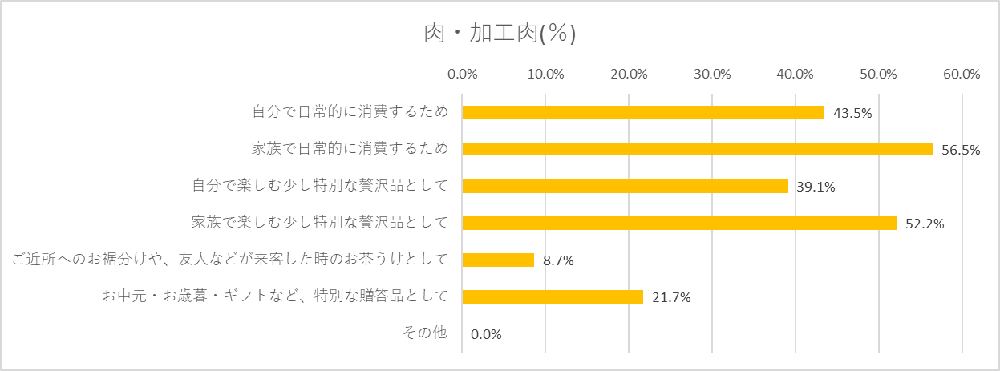 肉・加工肉(%)
0.0% 10.0% 20.0% 30.0% 40.0% 50.0% 60.0%
自分で日常的に消費するため 43.5%
家族で日常的に消費するため 56.5%
自分で楽しむ少し特別な贅沢品として 39.1%
家族で楽しむ少し特別な贅沢品として 52.2%
ご近所へのお裾分けや、友人などが来客した時のお茶うけとして 8.7%
お中元・お歳暮・ギフトなど、特別な贈答品として 21.7%
その他 0.0%